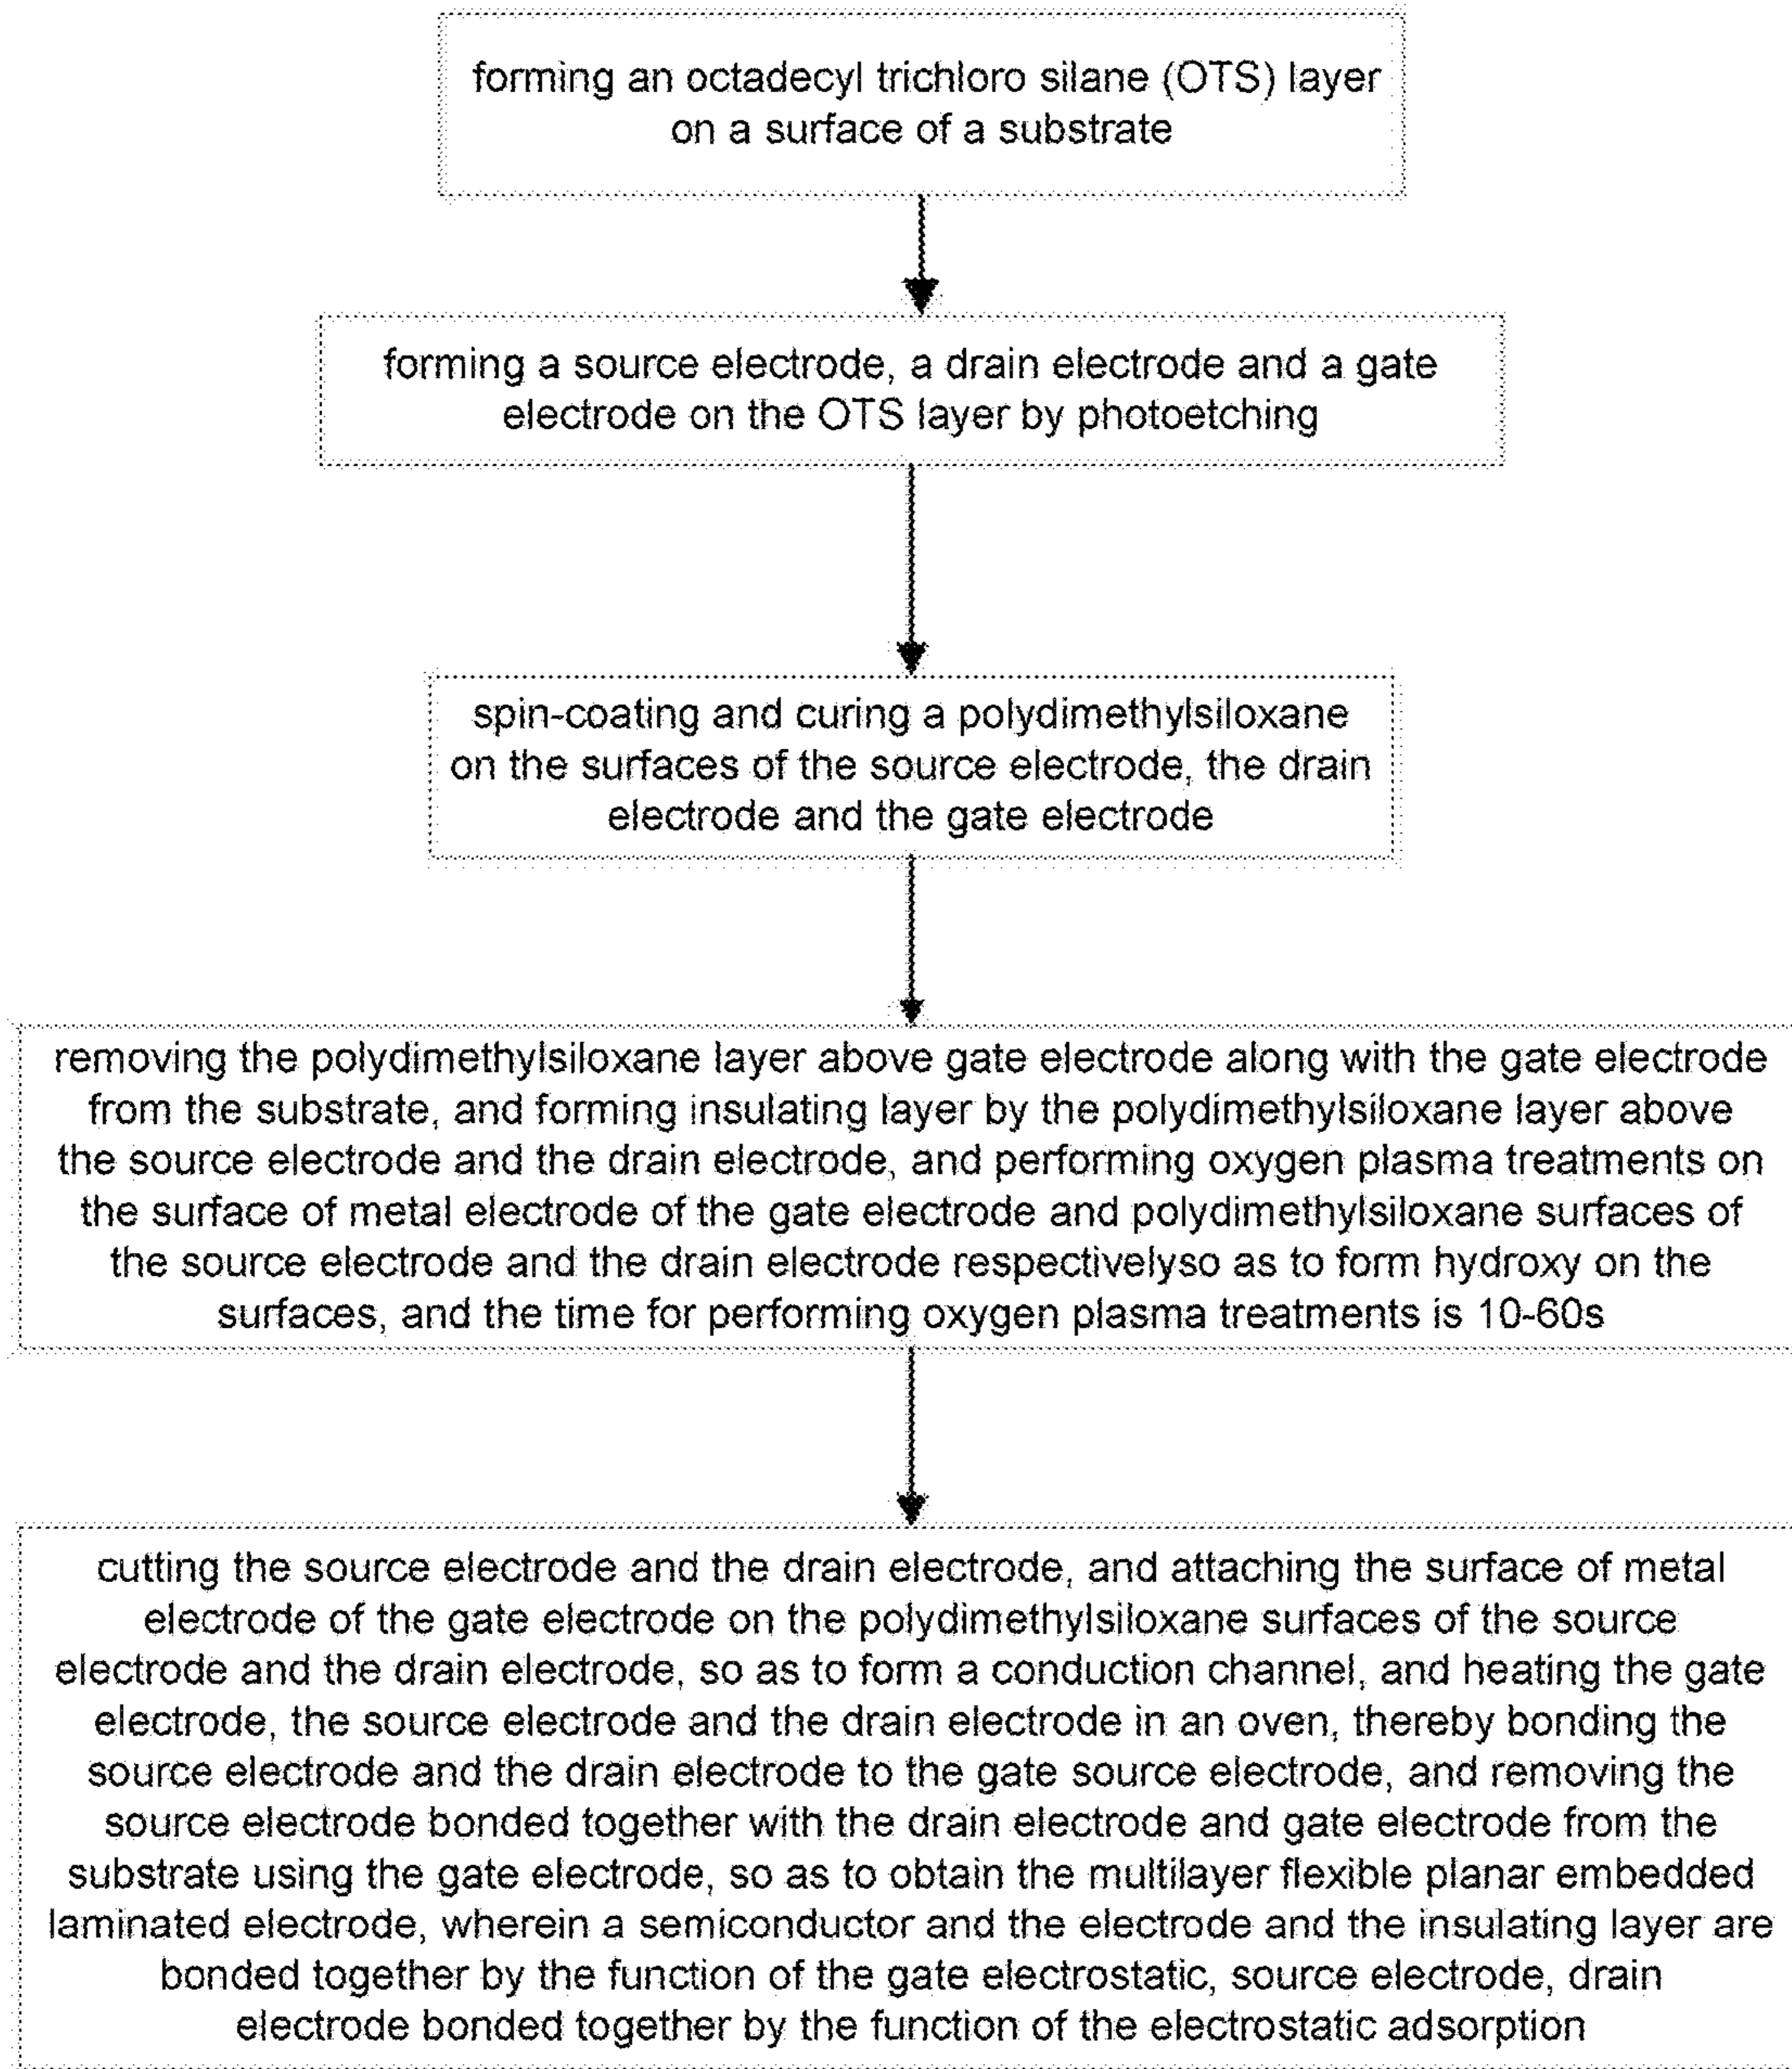 forming an octadecyl trichloro silane (OTS) layer
on a surface of a substrate
forming a source electrode, a drain electrode and a gate
electrode on the OTS layer by photoetching
spin-coating and curing a polydimethylsiloxane
on the surfaces of the source electrode, the drain
electrode and the gate electrode
removing the polydimethylsiloxane layer above gate electrode along with the gate electrode
from the substrate, and forming insulating layer by the polydimethylsiloxane layer above
the source electrode and the drain electrode, and performing oxygen plasma treatments on
the surface of metal electrode of the gate electrode and polydimethylsiloxane surfaces of
the source electrode and the drain electrode respectivelyso as to form hydroxy on the
surfaces, and the time for performing oxygen plasma treatments is 10-60s
cutting the source electrode and the drain electrode, and attaching the surface of metal
electrode of the gate electrode on the polydimethylsiloxane surfaces of the source
electrode and the drain electrode, so as to form a conduction channel, and heating the gate
electrode, the source electrode and the drain electrode in an oven, thereby bonding the
source electrode and the drain electrode to the gate source electrode, and removing the
source electrode bonded together with the drain electrode and gate electrode from the
substrate using the gate electrode, so as to obtain the multilayer flexible planar embedded
laminated electrode, wherein a semiconductor and the electrode and the insulating layer are
bonded together by the function of the gate electrostatic, source electrode, drain
electrode bonded together by the function of the electrostatic adsorption